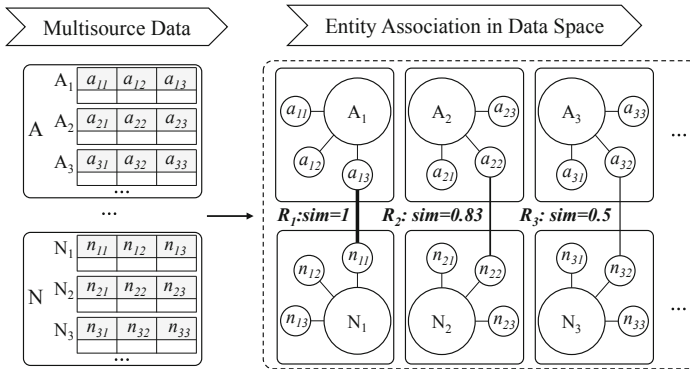 Multisource Data
Entity Association in Data Space
A
A₁ a₁₁ a₁₂ a₁₃
A₂ a₂₁ a₂₂ a₂₃
A₃ a₃₁ a₃₂ a₃₃
...
...
N
N₁ n₁₁ n₁₂ n₁₃
N₂ n₂₁ n₂₂ n₂₃
N₃ n₃₁ n₃₂ n₃₃
...
a₁₁ A₁ a₁₂ a₁₃
A₂ a₂₃ a₂₁ a₂₂
A₃ a₃₃ a₃₁ a₃₂
...
R₁:sim=1 R₂: sim=0.83 R₃: sim=0.5
n₁₂ n₁₁ n₁₃ N₁
n₂₁ n₂₂ N₂ n₂₃
n₃₁ n₃₂ N₃ n₃₃
...